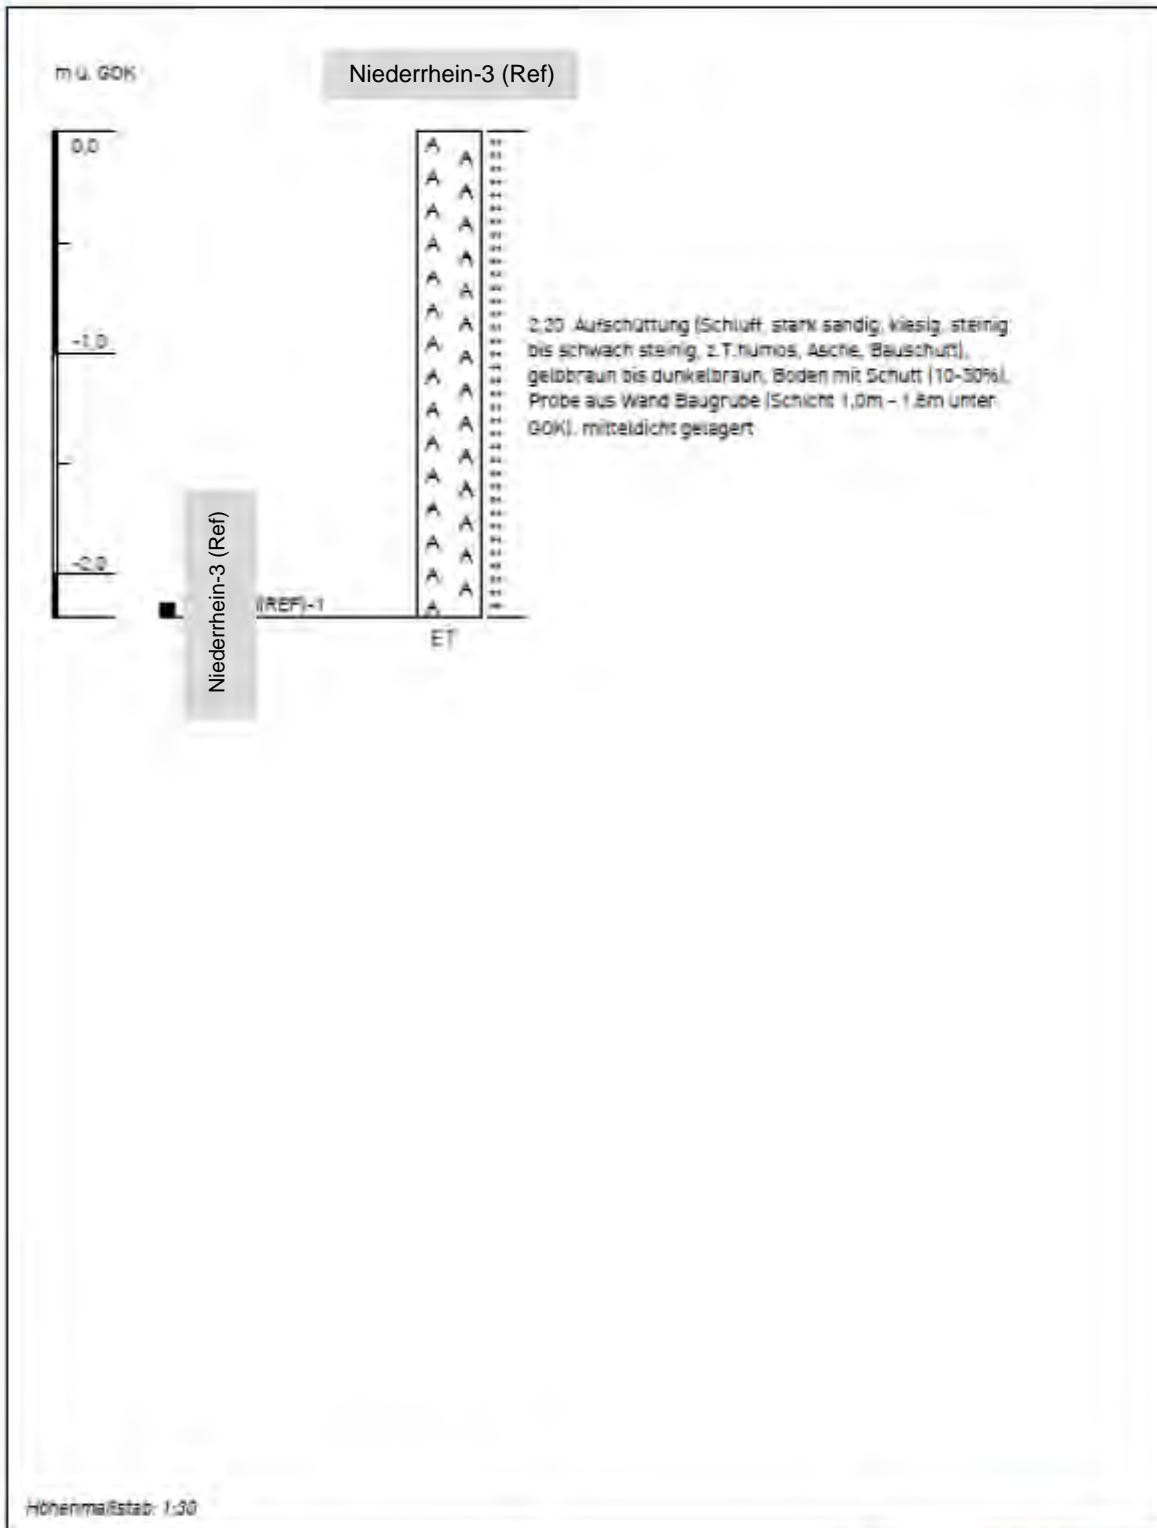 m ü. GOK
Niederrhein-3 (Ref)
0,0
-1,0
2,20 Aufschüttung (Schluff, stark sandig, kiesig, steinig
bis schwach steinig, z.T.humos, Asche, Bauschutt),
gelbbraun bis dunkelbraun, Boden mit Schutt (10-30%),
Probe aus Wand Baugrube (Schicht 1,0m - 1,8m unter
GOK), mitteldicht gelagert
-2,0
Niederrhein-3 (Ref)
(REF)-1
ET
Höhenmaßstab: 1:30